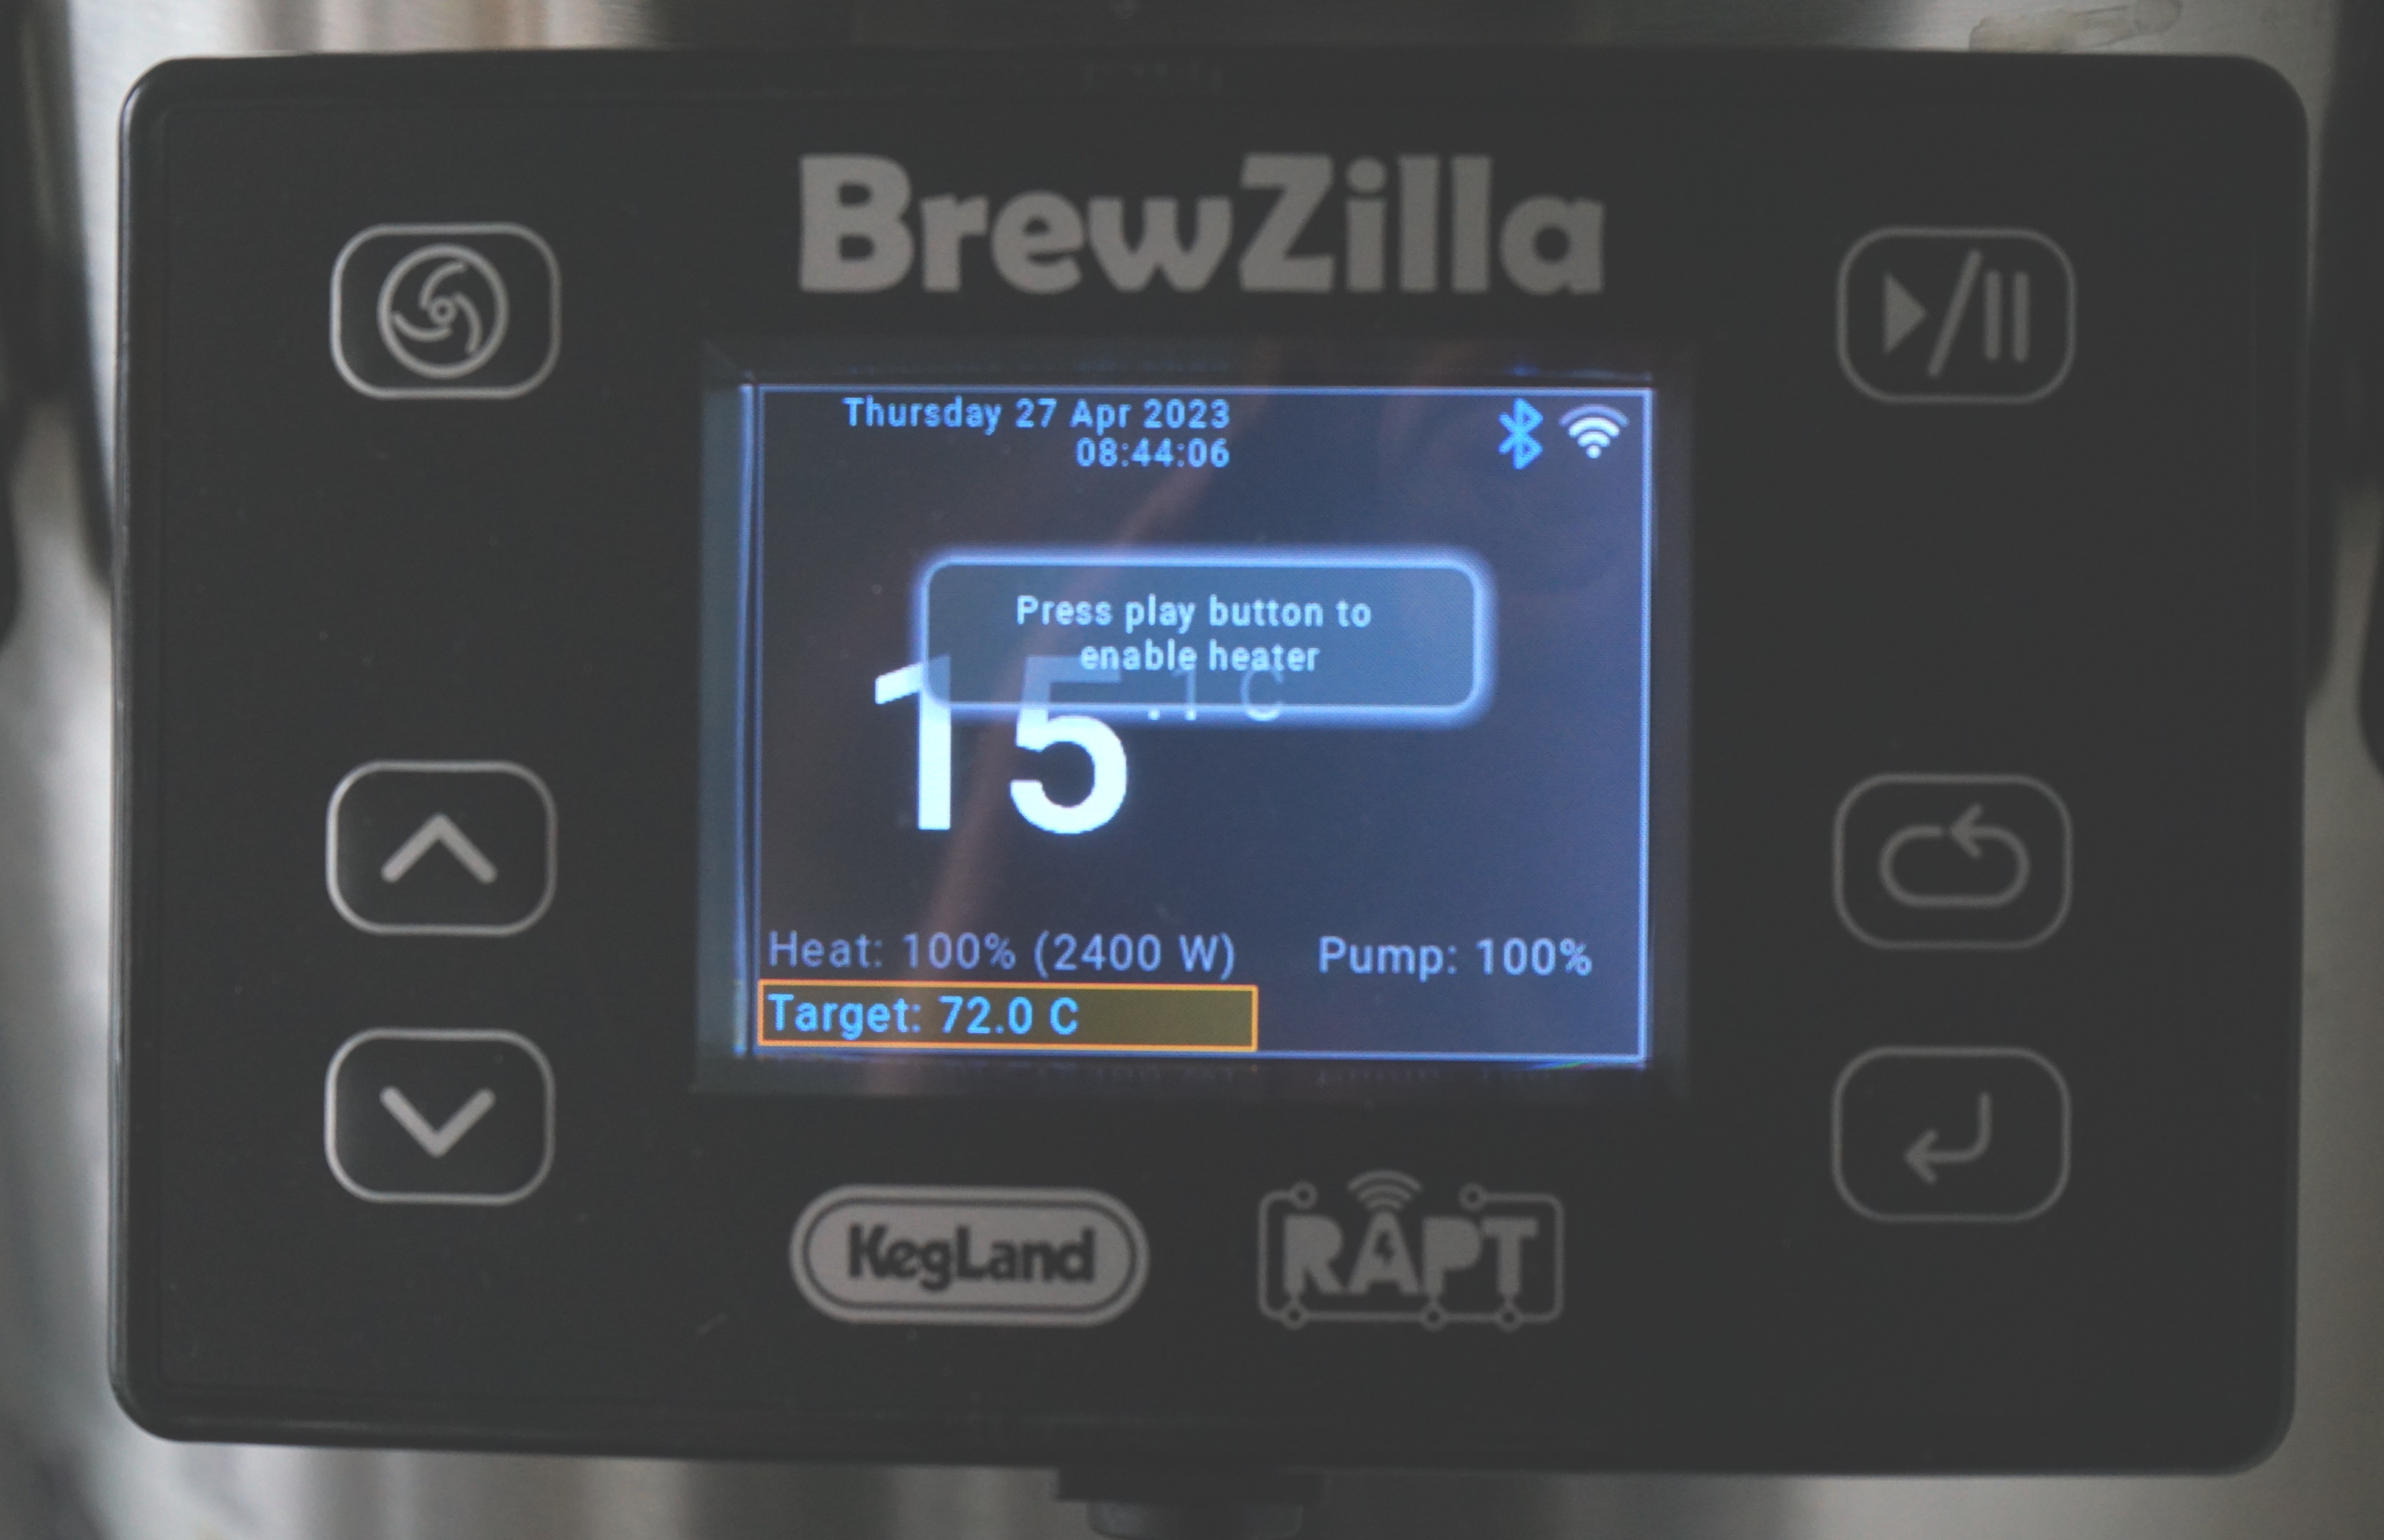 BrewZilla
Thursday 27 Apr 2023
08:44:06
Press play button to
enable heater
15.1 C
Heat: 100% (2400 W)
Pump: 100%
Target: 72.0 C
KegLand
RAPT